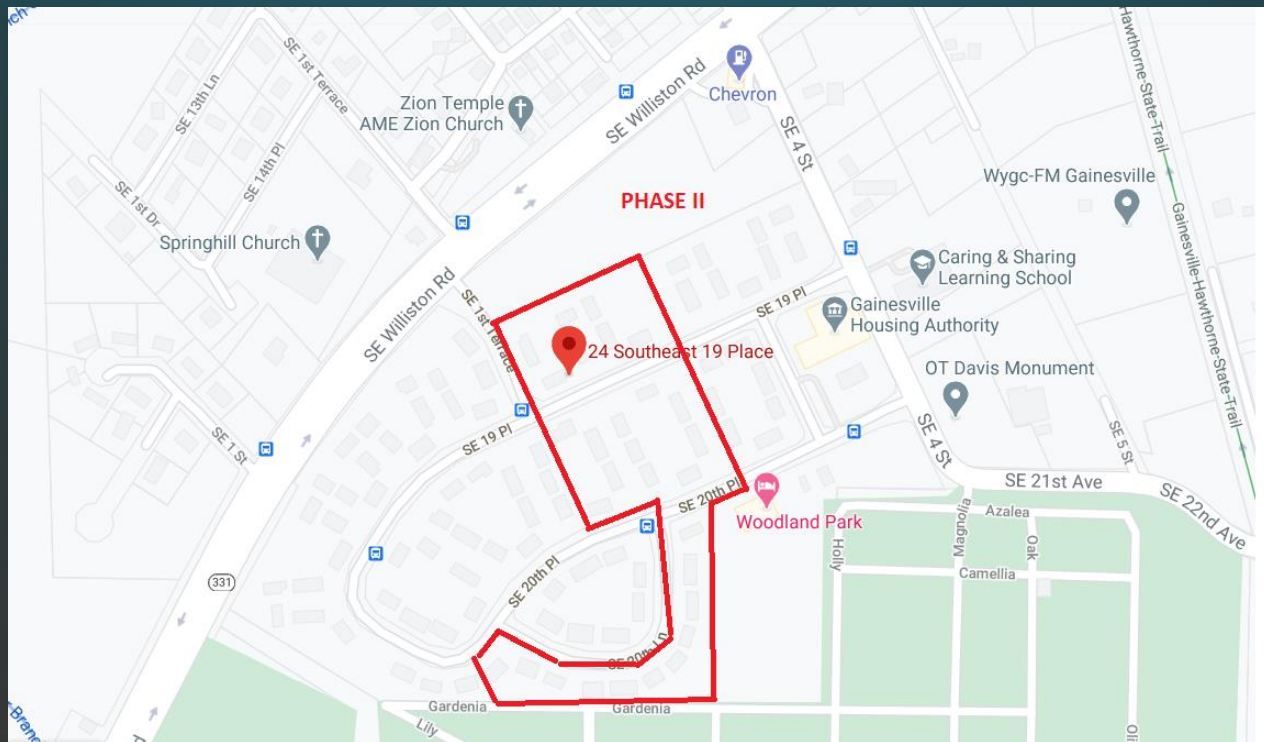 SE 1st Terrace
SE 13th Ln
SE 14th Pl
SE 1st Dr
Zion Temple
AME Zion Church
SE Williston Rd
Chevron
SE 4 St
Hawthorne-State-Trail
Gainesville-Hawthorne-State-Trail
Wygc-FM Gainesville
PHASE II
Springhill Church
SE Williston Rd
SE 1st Terrace
Caring & Sharing
Learning School
SE 19 Pl
Gainesville
Housing Authority
24 Southeast 19 Place
OT Davis Monument
SE 19 Pl
SE 1 St
SE 4 St
SE 5 St
SE 21st Ave
SE 22nd Ave
SE 20th Pl
Woodland Park
Azalea
Magnolia
Holly
Oak
Camellia
331
SE 20th Pl
SE 20th Ln
Gardenia
Gardenia
Lily